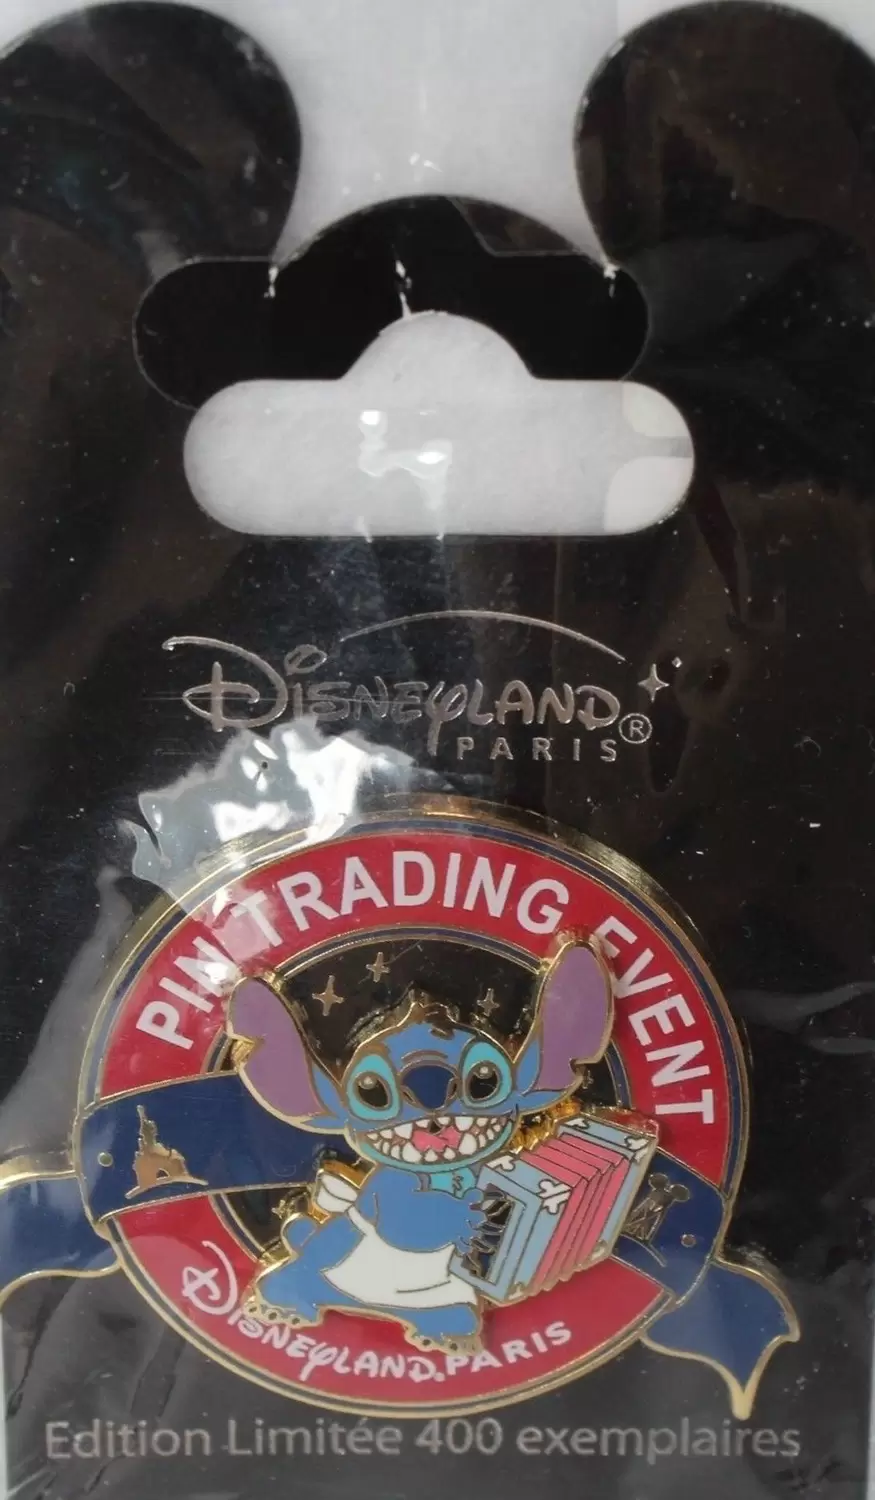 Disneyland®
PARIS
PIN TRADING EVENT
Disneyland PARIS
Edition Limitée 400 exemplaires